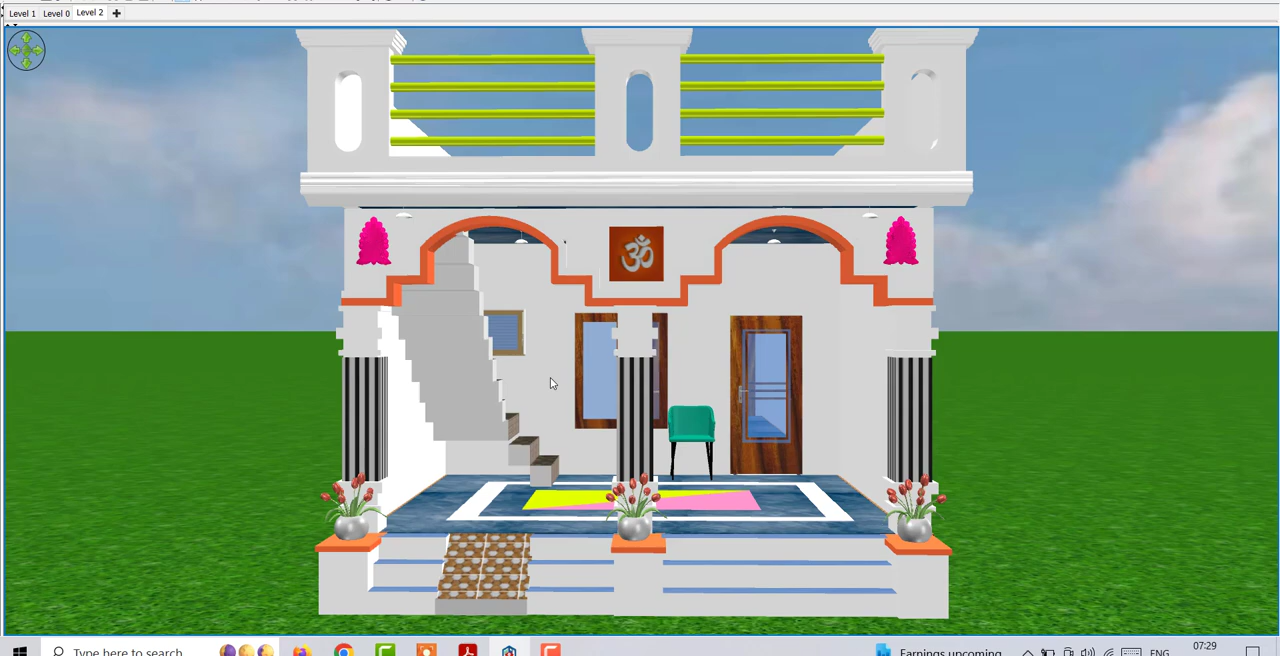 Level 1 Level 0 Level 2
ॐ
Type here to search
Earnings upcoming
ENG
07:29